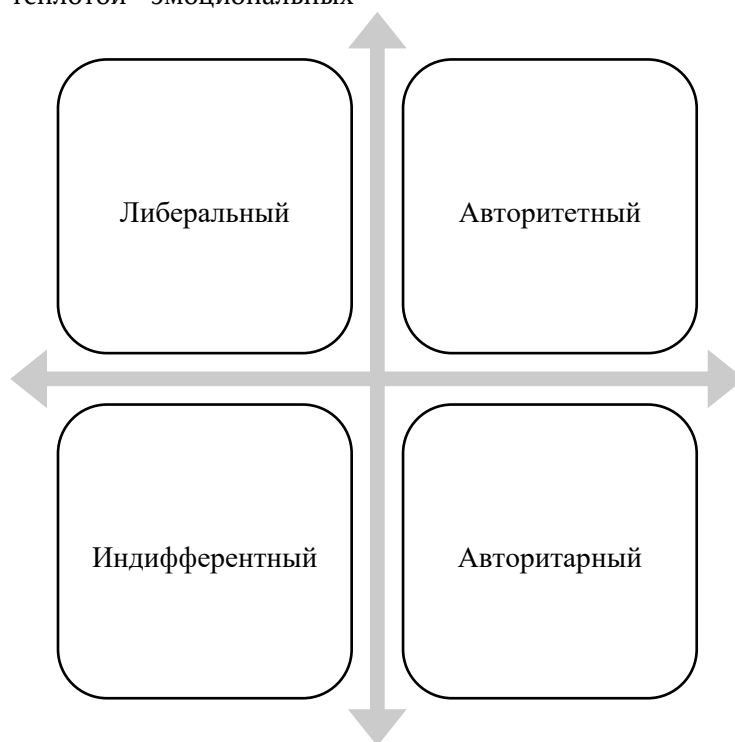 теплотой эмоциональных
Либеральный
Авторитетный
Индифферентный
Авторитарный